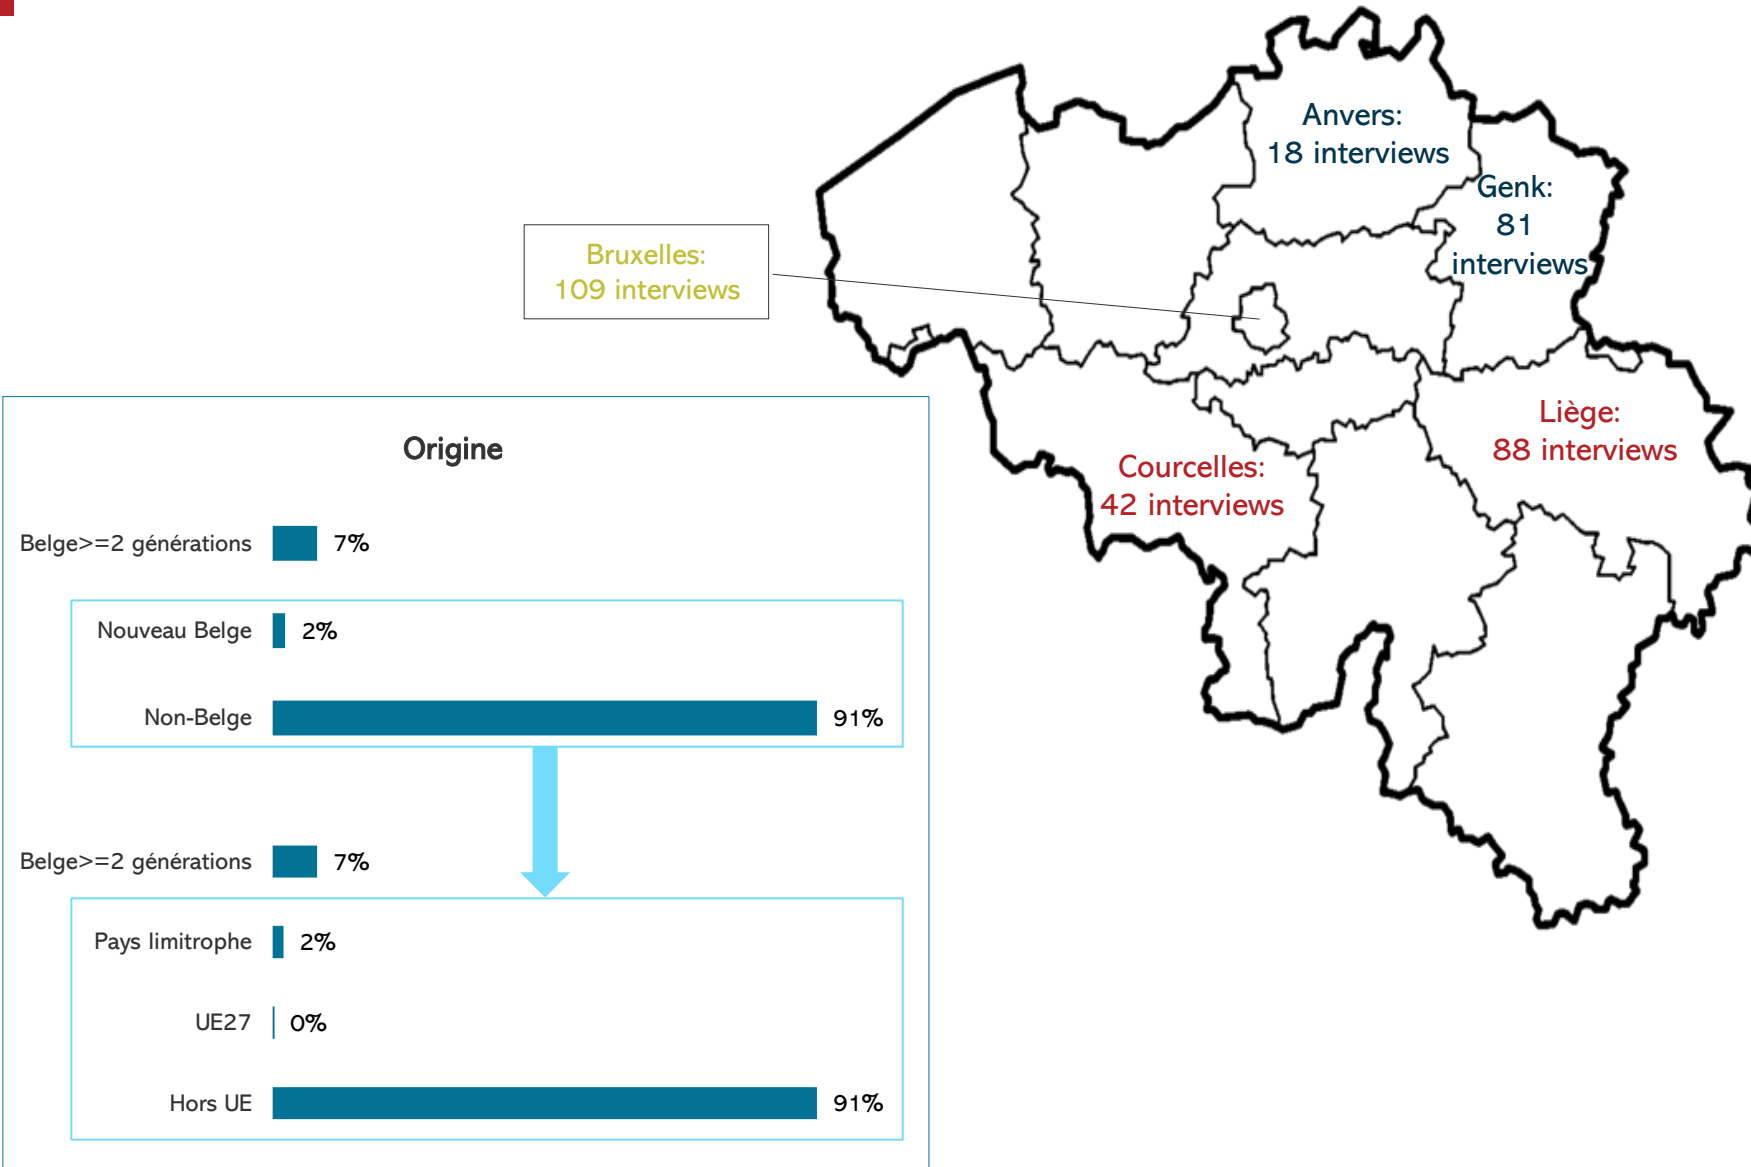 Anvers:
18 interviews
Genk:
81
interviews
Bruxelles:
109 interviews
Liège:
88 interviews
Courcelles:
42 interviews
Origine
Belge>=2 générations 7%
Nouveau Belge 2%
Non-Belge 91%
Belge>=2 générations 7%
Pays limitrophe 2%
UE27 0%
Hors UE 91%